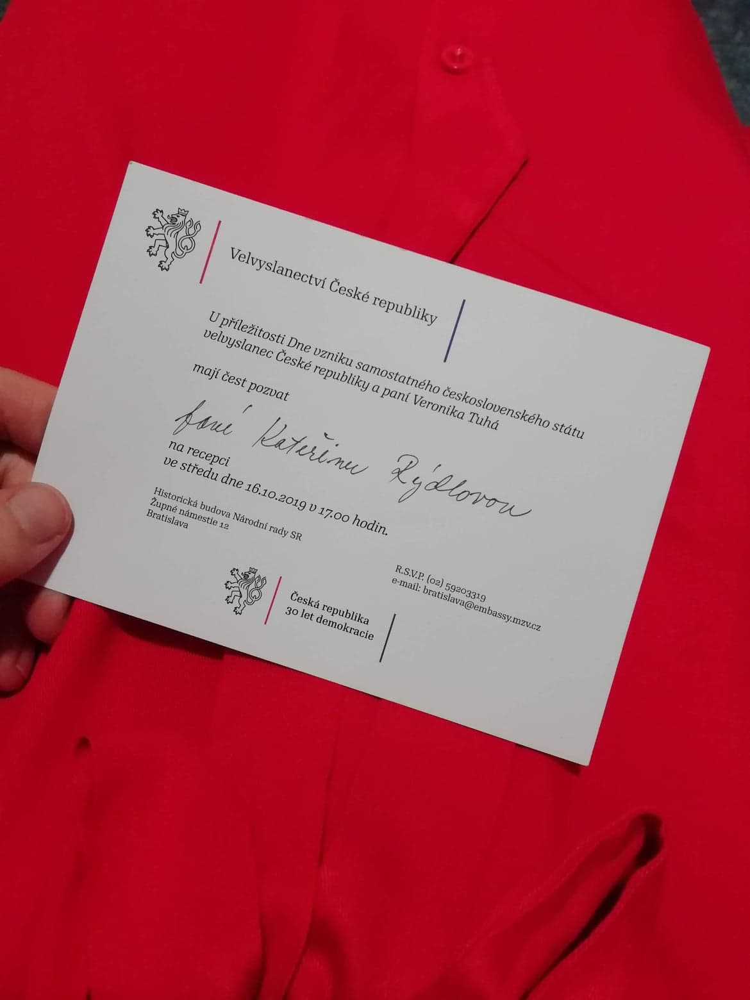 Velvyslanectví České republiky
U příležitosti Dne vzniku samostatného československého státu
velvyslanec České republiky a paní Veronika Tuhá
mají čest pozvat
paní Kateřinu Rýdlovou
na recepci
ve středu dne 16.10.2019 v 17.00 hodin.
Historická budova Národní rady SR
Župné námestie 12
Bratislava
R.S.V.P. (02) 59203319
e-mail: bratislava@embassy.mzv.cz
Česká republika
30 let demokracie